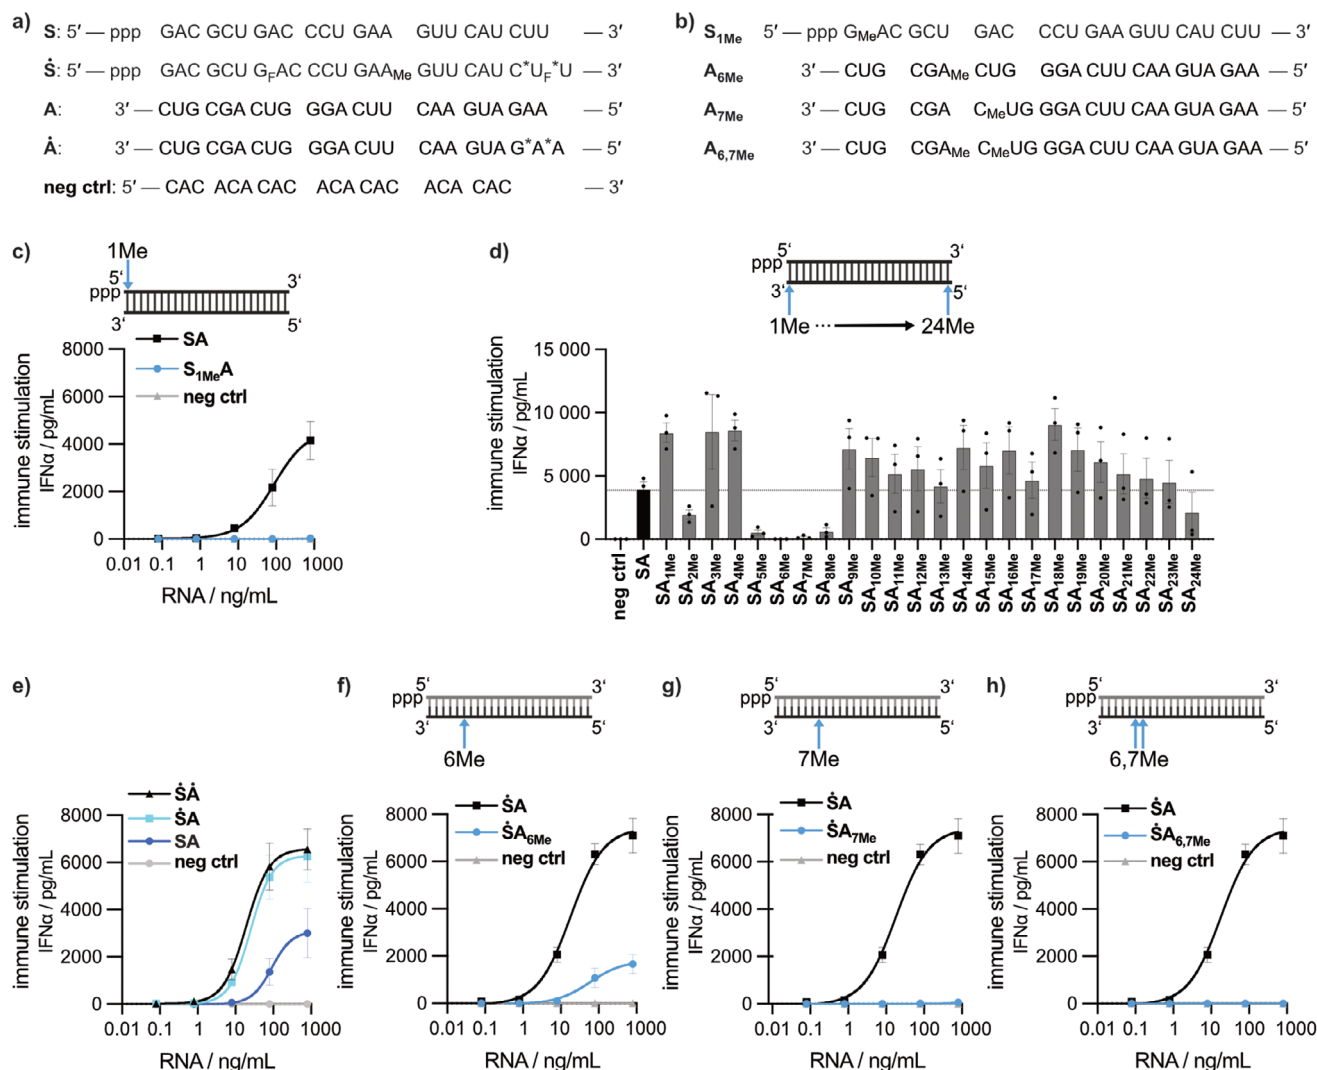 a)
S: 5′ — ppp GAC GCU GAC CCU GAA GUU CAU CUU — 3′
Ṡ: 5′ — ppp GAC GCU GFAC CCU GAAMe GUU CAU C*UF*U — 3′
A: 3′ — CUG CGA CUG GGA CUU CAA GUA GAA — 5′
Ȧ: 3′ — CUG CGA CUG GGA CUU CAA GUA G*A*A — 5′
neg ctrl: 5′ — CAC ACA CAC ACA CAC ACA CAC — 3′
b)
S1Me 5′ — ppp GMeAC GCU GAC CCU GAA GUU CAU CUU — 3′
A6Me 3′ — CUG CGAMe CUG GGA CUU CAA GUA GAA — 5′
A7Me 3′ — CUG CGA CMeUG GGA CUU CAA GUA GAA — 5′
A6,7Me 3′ — CUG CGAMe CMeUG GGA CUU CAA GUA GAA — 5′
c)
1Me
5‘ 3‘
ppp
3‘ 5‘
SA
S1MeA
neg ctrl
immune stimulation
IFNα / pg/mL
8000
6000
4000
2000
0
0.01 0.1 1 10 100 1000
RNA / ng/mL
d)
5‘ 3‘
ppp
3‘ 5‘
1Me 24Me
immune stimulation
IFNα / pg/mL
15 000
10 000
5 000
0
neg ctrl SA SA1Me SA2Me SA3Me SA4Me SA5Me SA6Me SA7Me SA8Me SA9Me SA10Me SA11Me SA12Me SA13Me SA14Me SA15Me SA16Me SA17Me SA18Me SA19Me SA20Me SA21Me SA22Me SA23Me SA24Me
e)
ṠȦ
ṠA
SA
neg ctrl
immune stimulation
IFNα / pg/mL
8000
6000
4000
2000
0
0.01 0.1 1 10 100 1000
RNA / ng/mL
f)
5‘ 3‘
ppp
3‘ 5‘
6Me
ṠA
ṠA6Me
neg ctrl
immune stimulation
IFNα / pg/mL
8000
6000
4000
2000
0
0.01 0.1 1 10 100 1000
RNA / ng/mL
g)
5‘ 3‘
ppp
3‘ 5‘
7Me
ṠA
ṠA7Me
neg ctrl
immune stimulation
IFNα / pg/mL
8000
6000
4000
2000
0
0.01 0.1 1 10 100 1000
RNA / ng/mL
h)
5‘ 3‘
ppp
3‘ 5‘
6,7Me
ṠA
ṠA6,7Me
neg ctrl
immune stimulation
IFNα / pg/mL
8000
6000
4000
2000
0
0.01 0.1 1 10 100 1000
RNA / ng/mL